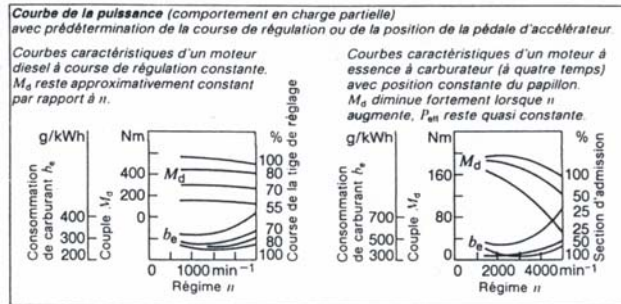 Courbe de la puissance (comportement en charge partielle)
avec prédétermination de la course de régulation ou de la position de la pédale d'accélérateur.
Courbes caractéristiques d'un moteur
diesel à course de régulation constante.
Md reste approximativement constant
par rapport à n.
g/kWh
Nm
%
Consommation
de carburant be
400
300
200
Couple Md
400
200
0
Md
be
100
80
70
55
70
80
100
Course de la tige de réglage
0 1000 min⁻¹
Régime n
Courbes caractéristiques d'un moteur à
essence à carburateur (à quatre temps)
avec position constante du papillon.
Md diminue fortement lorsque n
augmente, Peff reste quasi constante.
g/kWh
Nm
%
Consommation
de carburant be
700
500
300
Couple Md
160
80
0
Md
be
100
50
25
25
50
100
Section d'admission
0 2000 4000 min⁻¹
Régime n